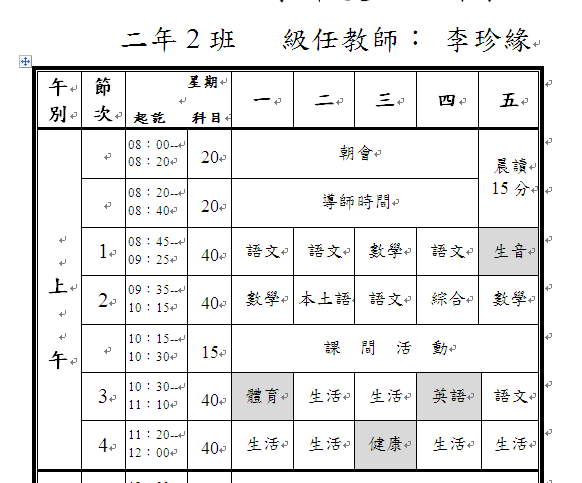 二年2班 級任教師： 李珍緣
午別 節次 星期 起訖 科目 一 二 三 四 五
上午
08：00-- 08：20 20 朝會 晨讀 15分
08：20-- 08：40 20 導師時間
1 08：45-- 09：25 40 語文 語文 數學 語文 生音
2 09：35-- 10：15 40 數學 本土語 語文 綜合 數學
10：15-- 10：30 15 課間活動
3 10：30-- 11：10 40 體育 生活 生活 英語 語文
4 11：20-- 12：00 40 生活 生活 健康 生活 生活